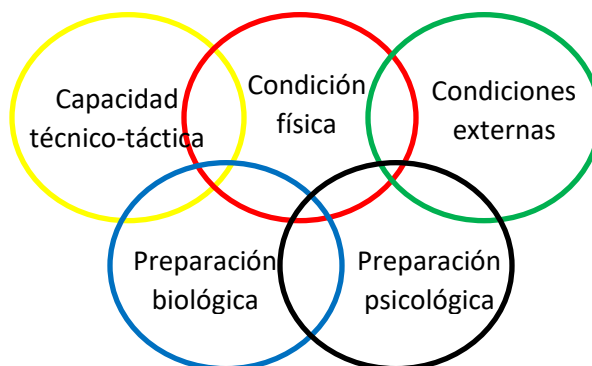 Capacidad
técnico-táctica
Condición
física
Condiciones
externas
Preparación
biológica
Preparación
psicológica